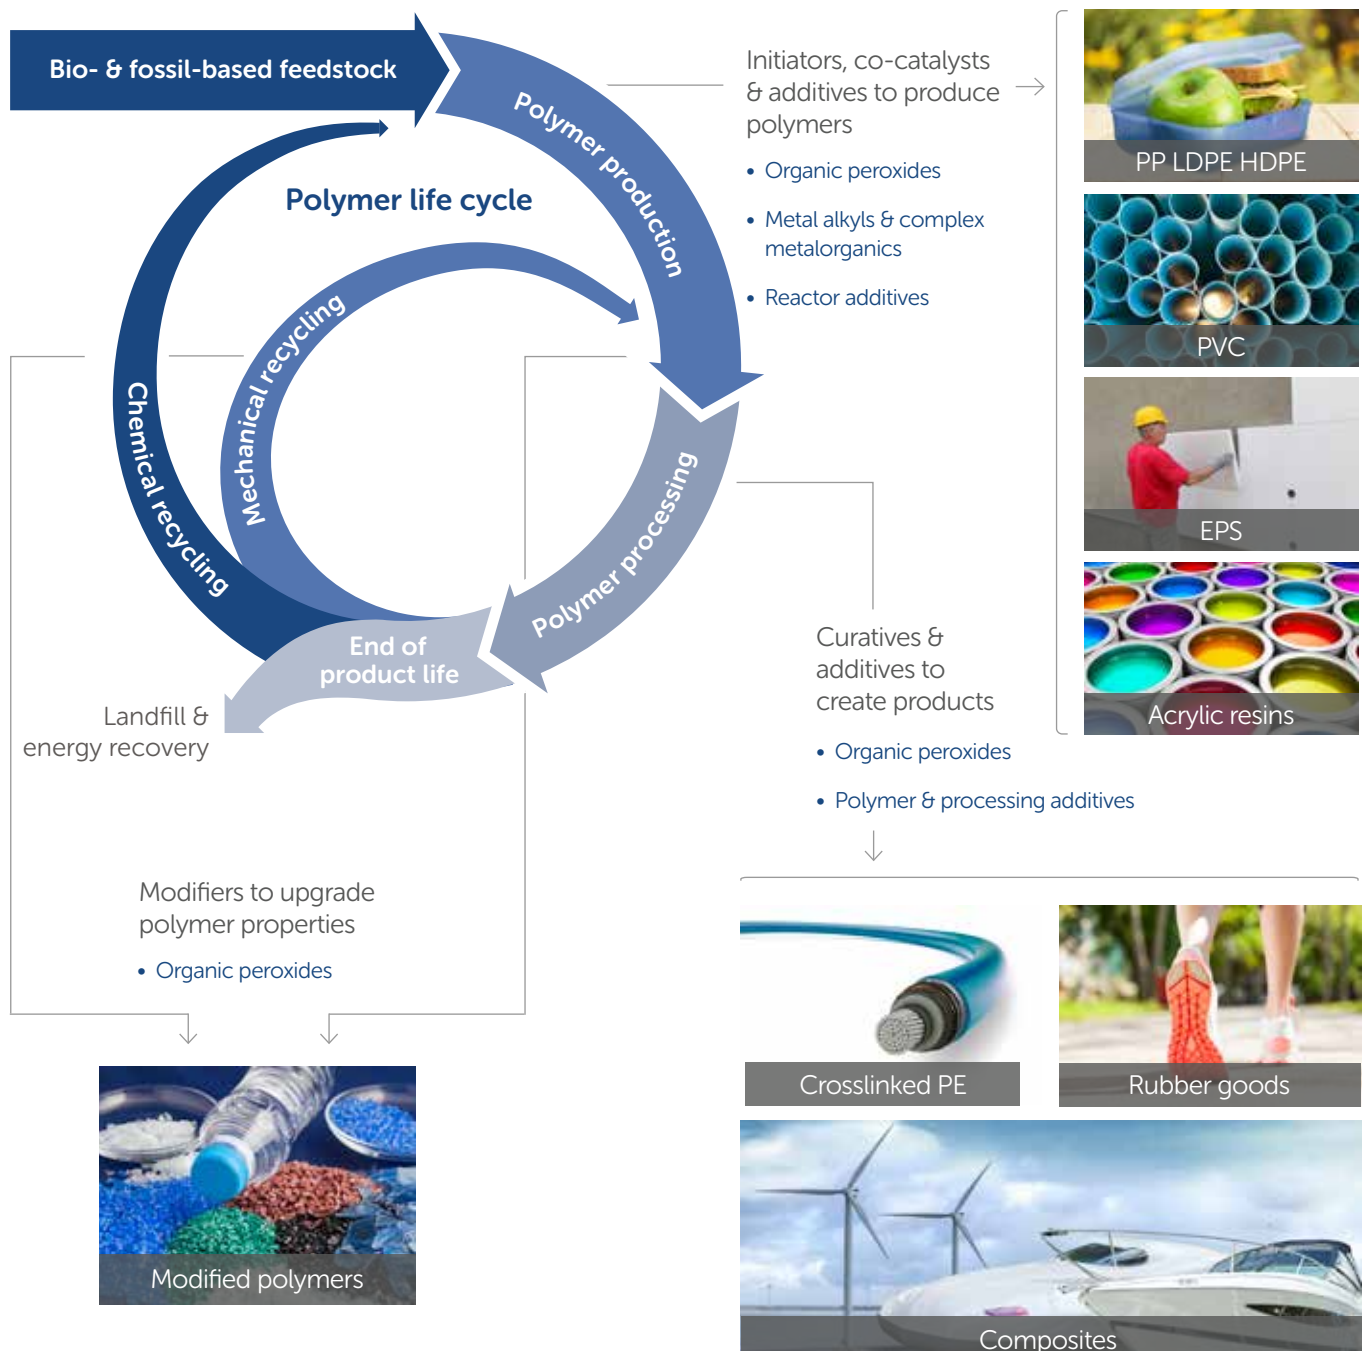 Bio- & fossil-based feedstock
Polymer production
Polymer life cycle
Mechanical recycling
Chemical recycling
Polymer processing
End of
product life
Landfill &
energy recovery
Initiators, co-catalysts
& additives to produce
polymers
• Organic peroxides
• Metal alkyls & complex
metalorganics
• Reactor additives
PP LDPE HDPE
PVC
EPS
Acrylic resins
Curatives &
additives to
create products
• Organic peroxides
• Polymer & processing additives
Modifiers to upgrade
polymer properties
• Organic peroxides
Modified polymers
Crosslinked PE
Rubber goods
Composites